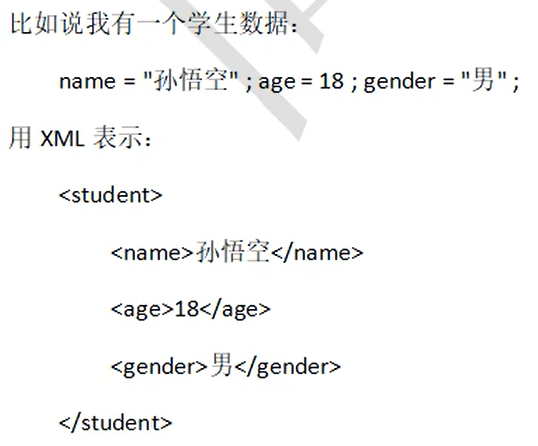 比如说我有一个学生数据：
name = "孙悟空" ; age = 18 ; gender = "男" ;
用 XML 表示：
<student>
<name>孙悟空</name>
<age>18</age>
<gender>男</gender>
</student>